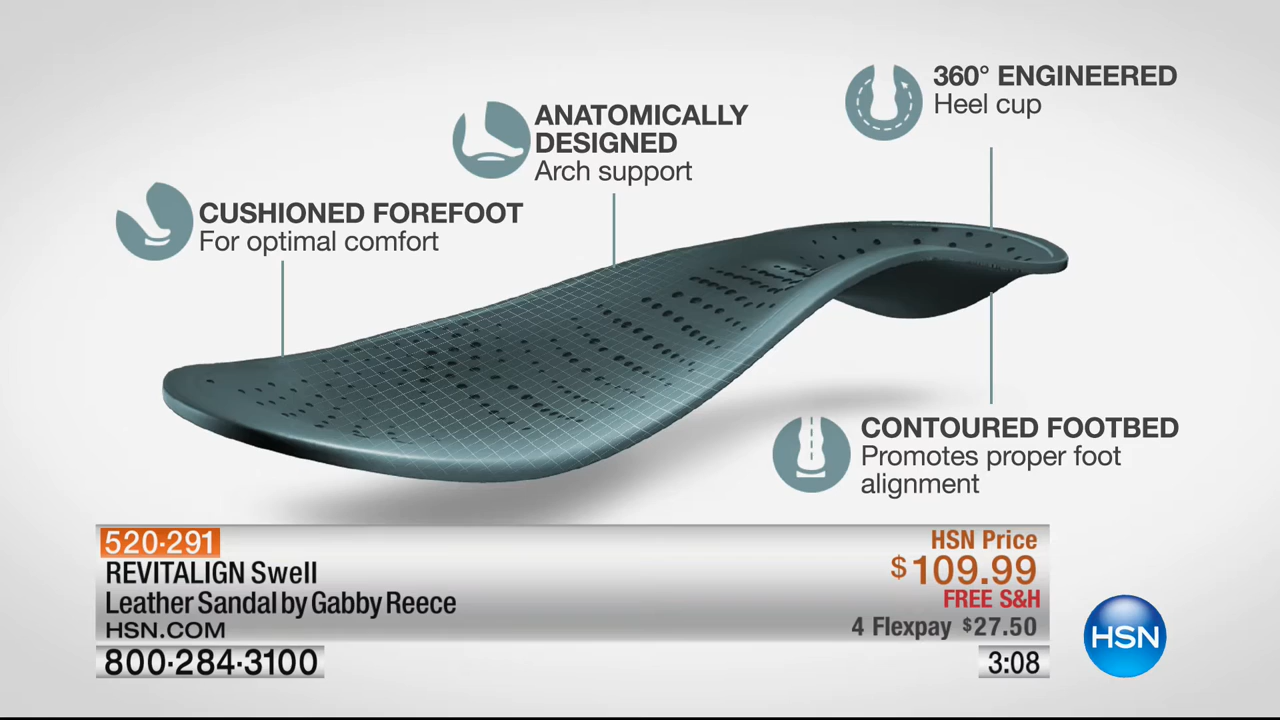 360° ENGINEERED
Heel cup
ANATOMICALLY
DESIGNED
Arch support
CUSHIONED FOREFOOT
For optimal comfort
CONTOURED FOOTBED
Promotes proper foot
alignment
520-291
REVITALIGN Swell
Leather Sandal by Gabby Reece
HSN.COM
800-284-3100
HSN Price
$109.99
FREE S&H
4 Flexpay $27.50
3:08
HSN